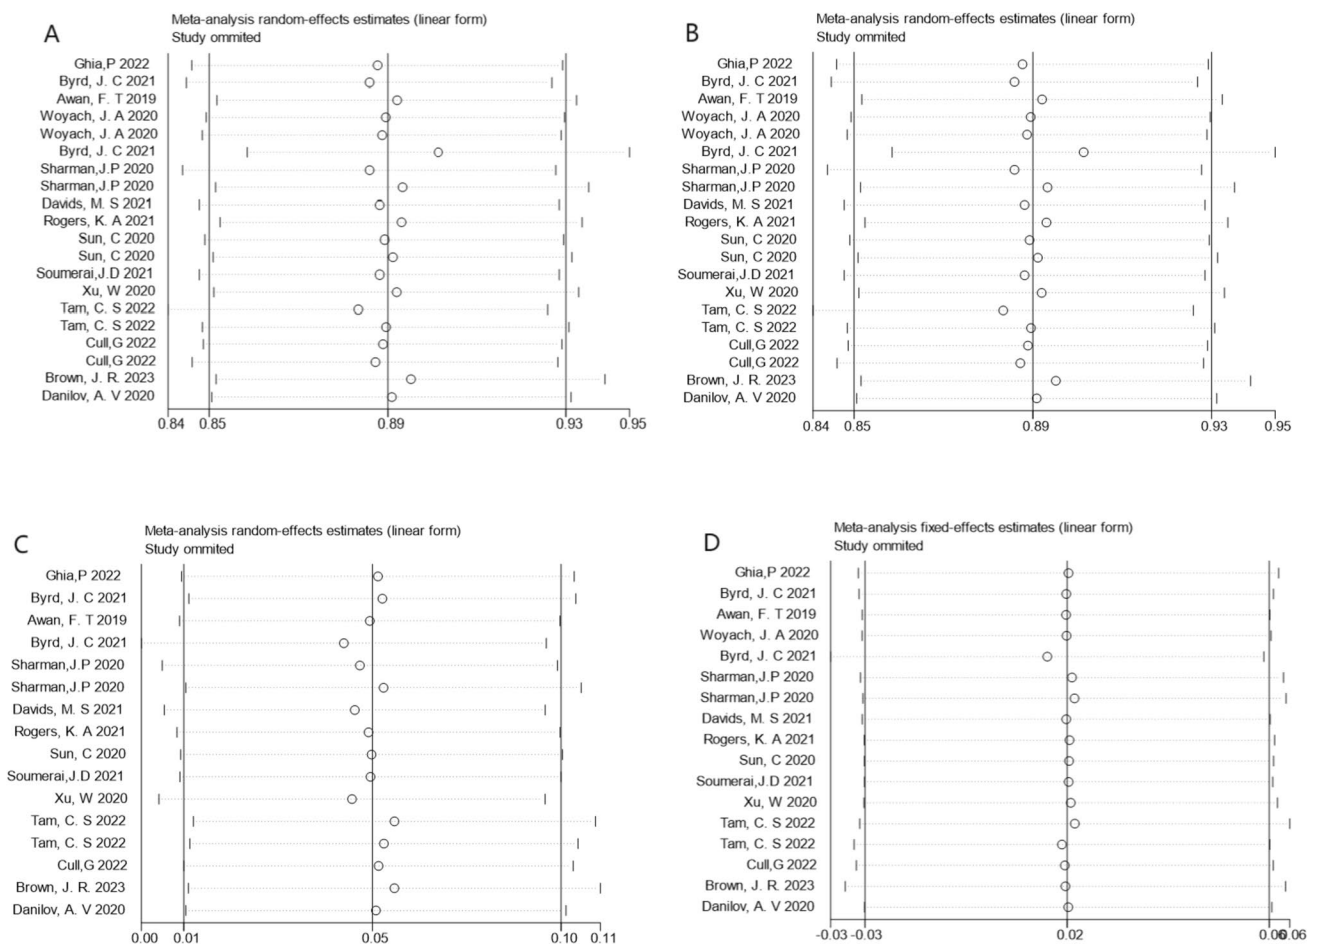 A
Meta-analysis random-effects estimates (linear form)
Study ommited
Ghia,P 2022
Byrd, J. C 2021
Awan, F. T 2019
Woyach, J. A 2020
Woyach, J. A 2020
Byrd, J. C 2021
Sharman,J.P 2020
Sharman,J.P 2020
Davids, M. S 2021
Rogers, K. A 2021
Sun, C 2020
Sun, C 2020
Soumerai,J.D 2021
Xu, W 2020
Tam, C. S 2022
Tam, C. S 2022
Cull,G 2022
Cull,G 2022
Brown, J. R. 2023
Danilov, A. V 2020
0.84 0.85 0.89 0.93 0.95
B
Meta-analysis random-effects estimates (linear form)
Study ommited
Ghia,P 2022
Byrd, J. C 2021
Awan, F. T 2019
Woyach, J. A 2020
Woyach, J. A 2020
Byrd, J. C 2021
Sharman,J.P 2020
Sharman,J.P 2020
Davids, M. S 2021
Rogers, K. A 2021
Sun, C 2020
Sun, C 2020
Soumerai,J.D 2021
Xu, W 2020
Tam, C. S 2022
Tam, C. S 2022
Cull,G 2022
Cull,G 2022
Brown, J. R. 2023
Danilov, A. V 2020
0.84 0.85 0.89 0.93 0.95
C
Meta-analysis random-effects estimates (linear form)
Study ommited
Ghia,P 2022
Byrd, J. C 2021
Awan, F. T 2019
Byrd, J. C 2021
Sharman,J.P 2020
Sharman,J.P 2020
Davids, M. S 2021
Rogers, K. A 2021
Sun, C 2020
Soumerai,J.D 2021
Xu, W 2020
Tam, C. S 2022
Tam, C. S 2022
Cull,G 2022
Brown, J. R. 2023
Danilov, A. V 2020
0.00 0.01 0.05 0.10 0.11
D
Meta-analysis fixed-effects estimates (linear form)
Study ommited
Ghia,P 2022
Byrd, J. C 2021
Awan, F. T 2019
Woyach, J. A 2020
Byrd, J. C 2021
Sharman,J.P 2020
Sharman,J.P 2020
Davids, M. S 2021
Rogers, K. A 2021
Sun, C 2020
Soumerai,J.D 2021
Xu, W 2020
Tam, C. S 2022
Tam, C. S 2022
Cull,G 2022
Brown, J. R. 2023
Danilov, A. V 2020
-0.03 -0.03 0.02 0.06 0.06